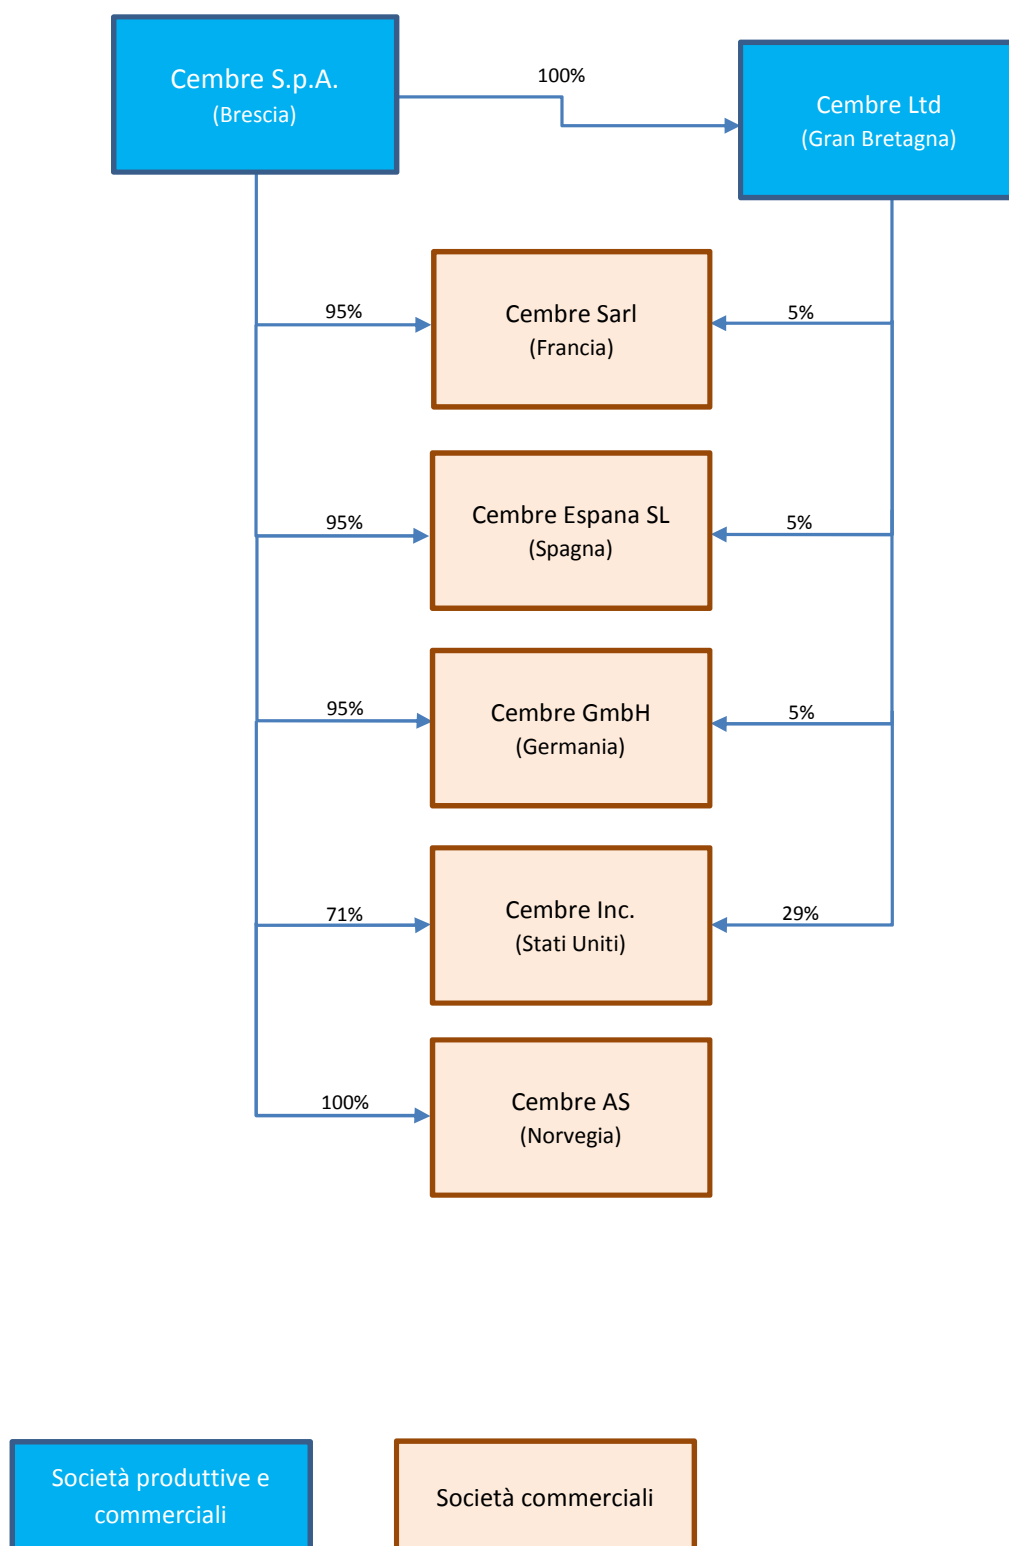 Cembre S.p.A.
(Brescia)
100%
Cembre Ltd
(Gran Bretagna)
95%
Cembre Sarl
(Francia)
5%
95%
Cembre Espana SL
(Spagna)
5%
95%
Cembre GmbH
(Germania)
5%
71%
Cembre Inc.
(Stati Uniti)
29%
100%
Cembre AS
(Norvegia)
Società produttive e
commerciali
Società commerciali